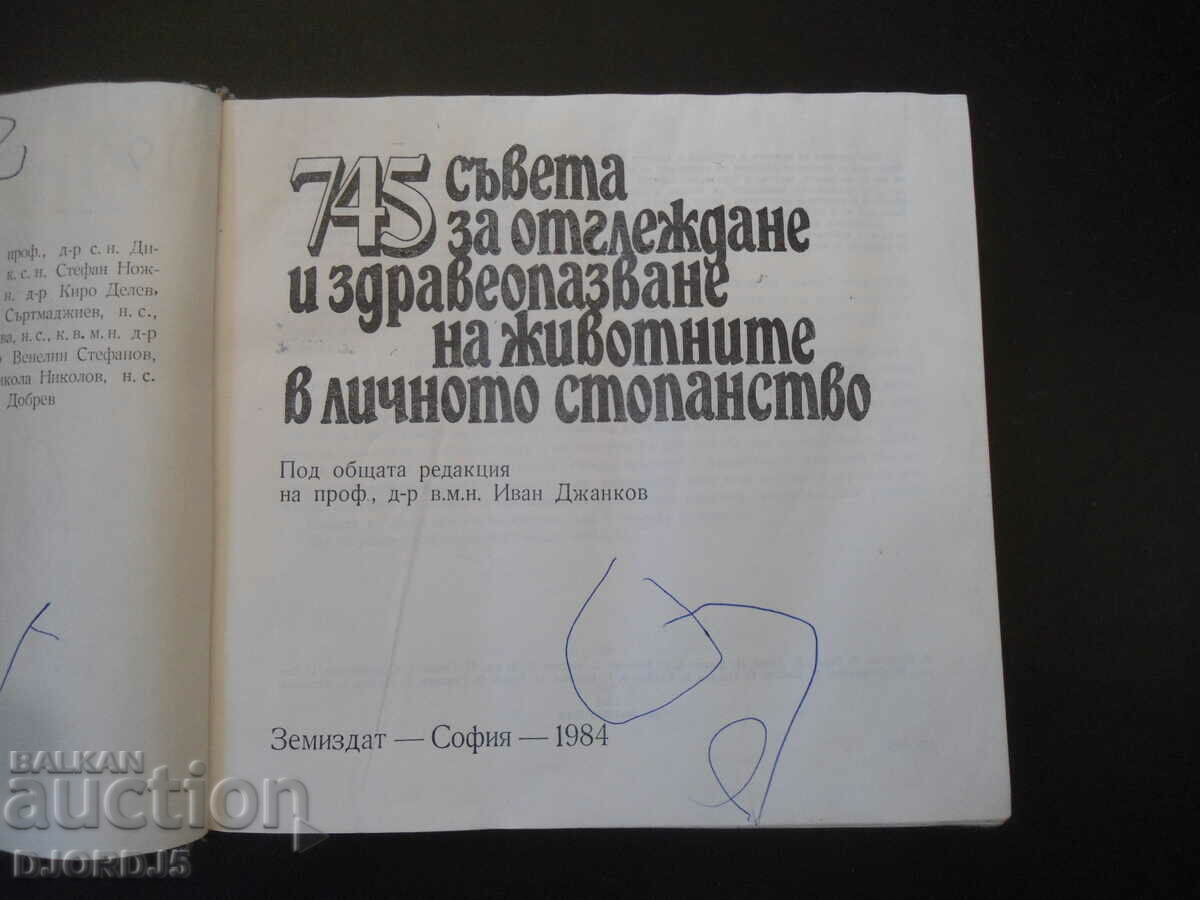 проф., д-р с. н. Ди-
к. с. н. Стефан Нож-
н. д-р Киро Делев,
Съртмаджиев, н. с.,
ва, н. с., к. в. м. н. д-р
Венелин Стефанов,
икола Николов, н. с.
Добрев
745 съвета
за отглеждане
и здравеопазване
на животните
в личното стопанство
Под общата редакция
на проф., д-р в.м.н. Иван Джанков
Земиздат — София — 1984
BALKAN
auction
DJORDJ5